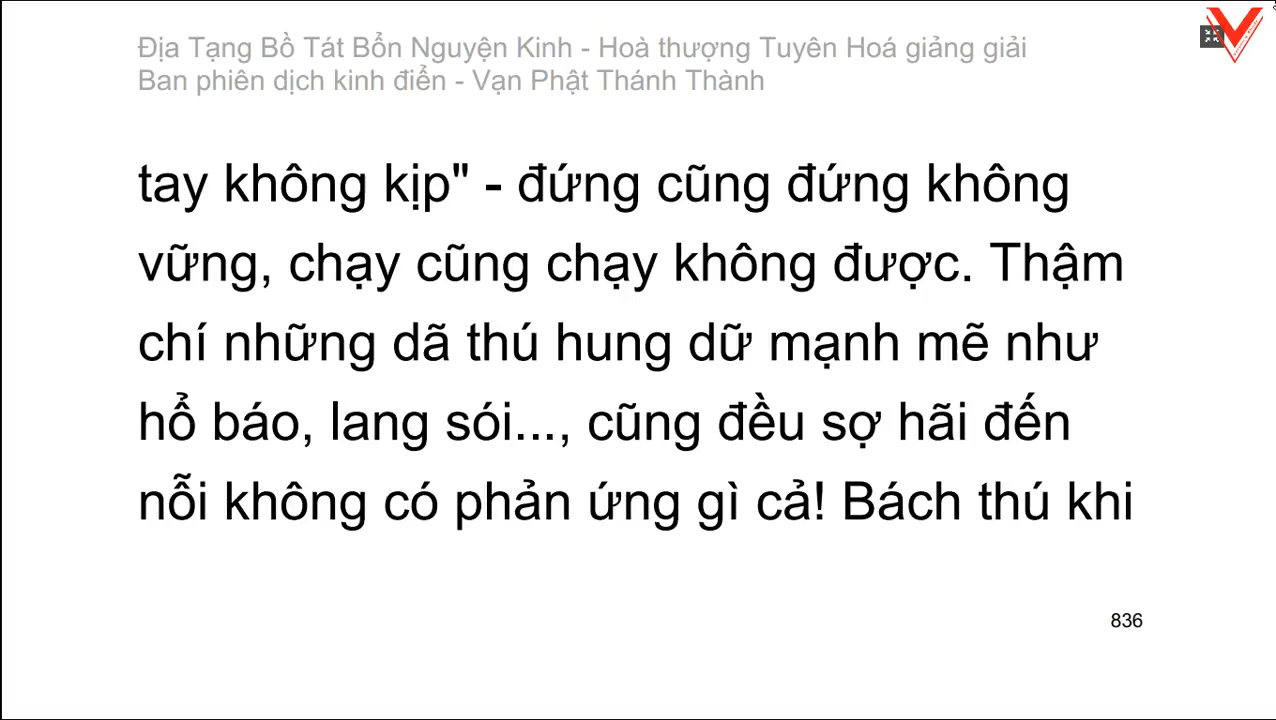 Địa Tạng Bồ Tát Bổn Nguyện Kinh - Hoà thượng Tuyên Hoá giảng giải
Ban phiên dịch kinh điển - Vạn Phật Thánh Thành
tay không kịp" - đứng cũng đứng không
vững, chạy cũng chạy không được. Thậm
chí những dã thú hung dữ mạnh mẽ như
hổ báo, lang sói..., cũng đều sợ hãi đến
nỗi không có phản ứng gì cả! Bách thú khi
836